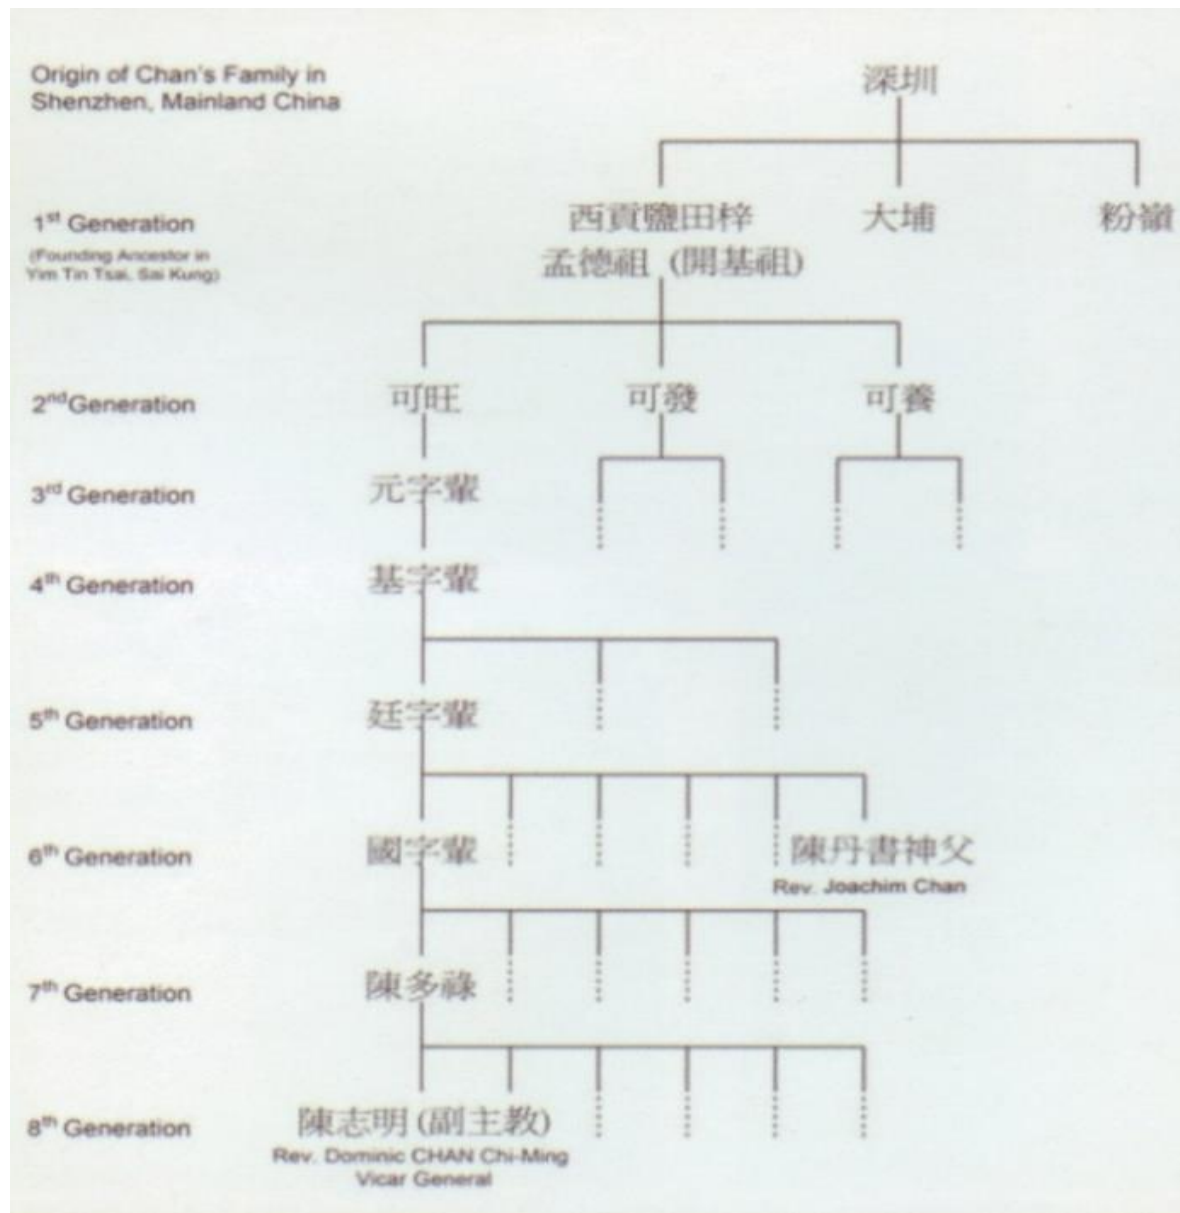 Origin of Chan's Family in
Shenzhen, Mainland China
深圳
1st Generation
(Founding Ancestor in
Yim Tin Tsai, Sai Kung)
西貢鹽田梓
孟德祖 (開基祖)
大埔
粉嶺
2nd Generation
可旺
可發
可養
3rd Generation
元字輩
4th Generation
基字輩
5th Generation
廷字輩
6th Generation
國字輩
陳丹書神父
Rev. Joachim Chan
7th Generation
陳多祿
8th Generation
陳志明(副主教)
Rev. Dominic CHAN Chi-Ming
Vicar General